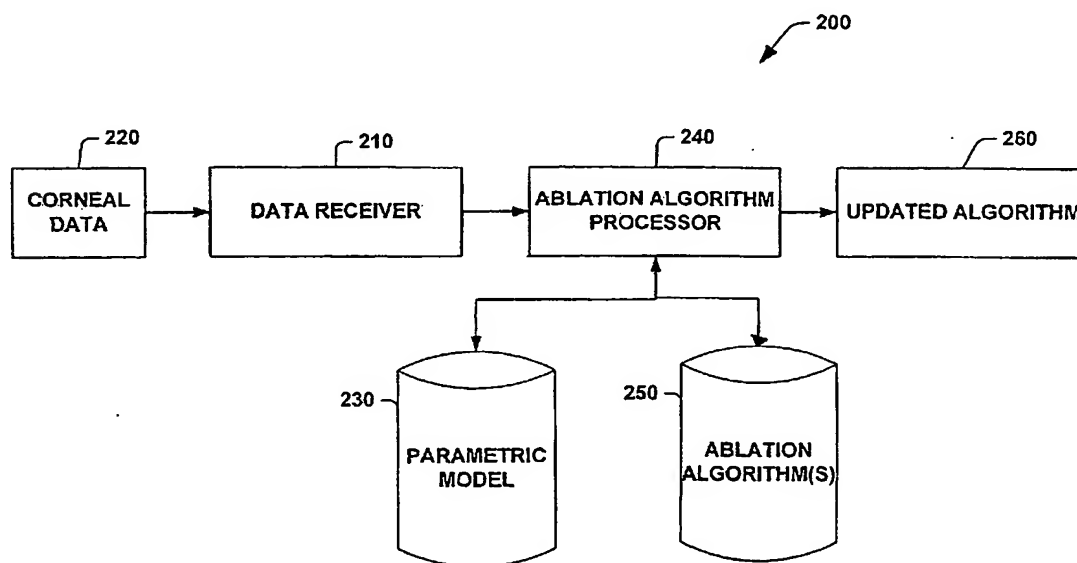 200
220
210
240
260
CORNEAL
DATA
DATA RECEIVER
ABLATION ALGORITHM
PROCESSOR
UPDATED ALGORITHM
230
PARAMETRIC
MODEL
250
ABLATION
ALGORITHM(S)